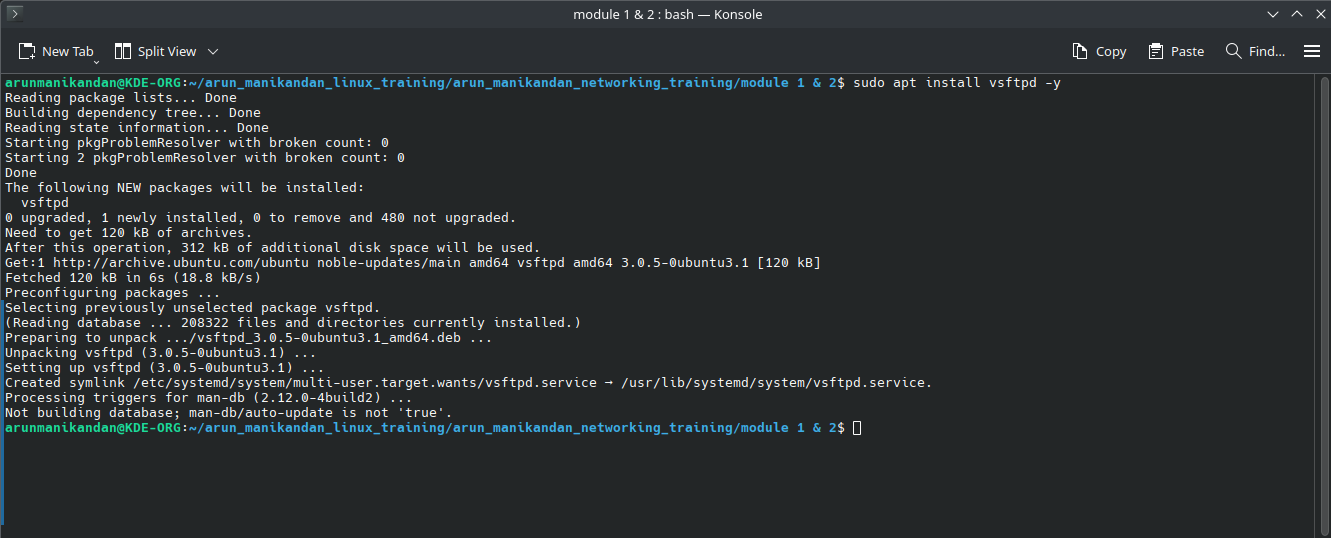 module 1 & 2 : bash — Konsole
New Tab
Split View
Copy
Paste
Find...
arunmanikandan@KDE-ORG:~/arun_manikandan_linux_training/arun_manikandan_networking_training/module 1 & 2$ sudo apt install vsftpd -y
Reading package lists... Done
Building dependency tree... Done
Reading state information... Done
Starting pkgProblemResolver with broken count: 0
Starting 2 pkgProblemResolver with broken count: 0
Done
The following NEW packages will be installed:
  vsftpd
0 upgraded, 1 newly installed, 0 to remove and 480 not upgraded.
Need to get 120 kB of archives.
After this operation, 312 kB of additional disk space will be used.
Get:1 http://archive.ubuntu.com/ubuntu noble-updates/main amd64 vsftpd amd64 3.0.5-0ubuntu3.1 [120 kB]
Fetched 120 kB in 6s (18.8 kB/s)
Preconfiguring packages ...
Selecting previously unselected package vsftpd.
(Reading database ... 208322 files and directories currently installed.)
Preparing to unpack .../vsftpd_3.0.5-0ubuntu3.1_amd64.deb ...
Unpacking vsftpd (3.0.5-0ubuntu3.1) ...
Setting up vsftpd (3.0.5-0ubuntu3.1) ...
Created symlink /etc/systemd/system/multi-user.target.wants/vsftpd.service → /usr/lib/systemd/system/vsftpd.service.
Processing triggers for man-db (2.12.0-4build2) ...
Not building database; man-db/auto-update is not 'true'.
arunmanikandan@KDE-ORG:~/arun_manikandan_linux_training/arun_manikandan_networking_training/module 1 & 2$